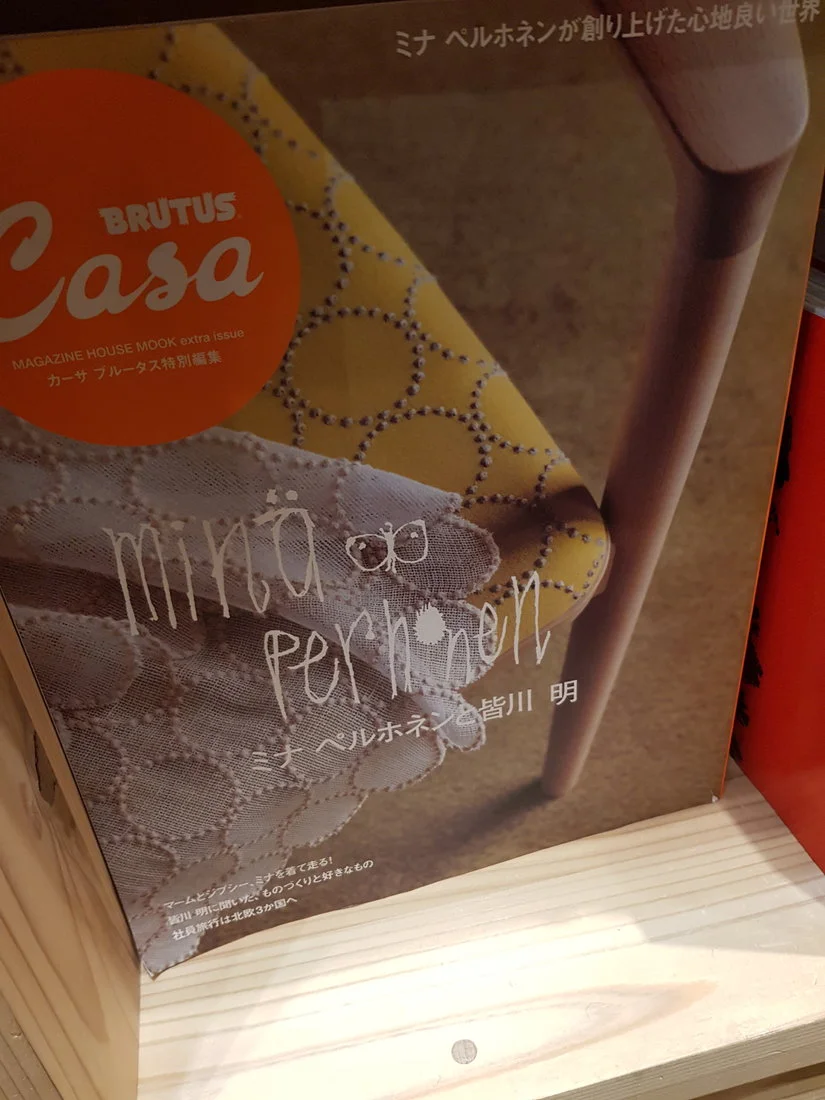 ミナ ペルホネンが創り上げた心地良い世界
BRUTUS
Casa
MAGAZINE HOUSE MOOK extra issue
カーサ ブルータス特別編集
minä
perhonen
ミナ ペルホネンと皆川 明
マームとジプシー、ミナを着て走る!
皆川 明に聞いた、ものづくりと好きなもの
社員旅行は北欧3か国へ